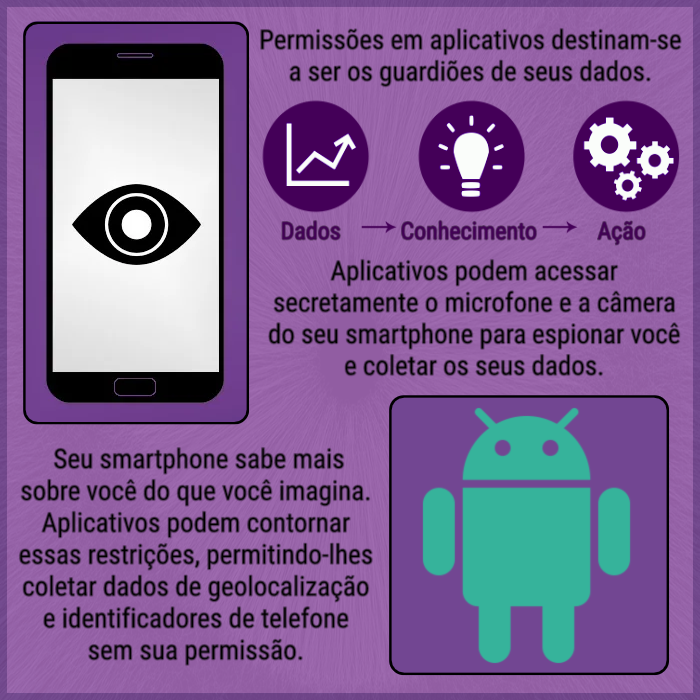 Permissões em aplicativos destinam-se
a ser os guardiões de seus dados.
Dados → Conhecimento → Ação
Aplicativos podem acessar
secretamente o microfone e a câmera
do seu smartphone para espionar você
e coletar os seus dados.
Seu smartphone sabe mais
sobre você do que você imagina.
Aplicativos podem contornar
essas restrições, permitindo-lhes
coletar dados de geolocalização
e identificadores de telefone
sem sua permissão.